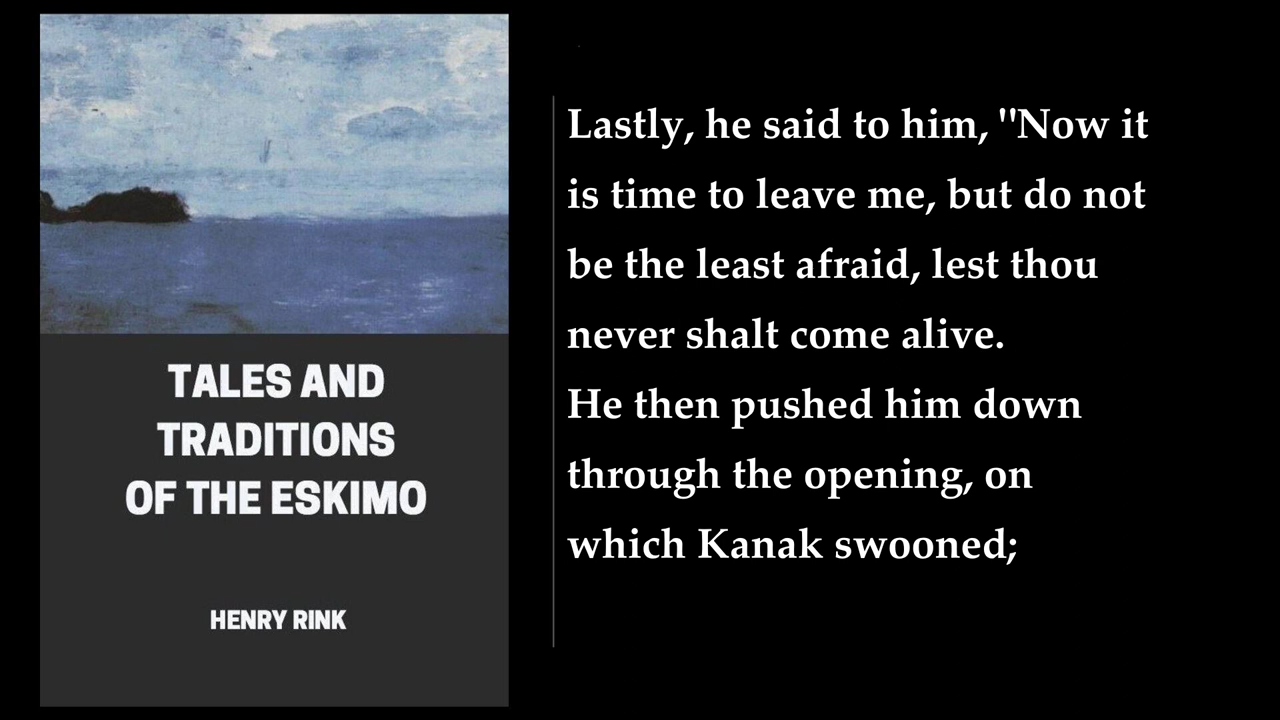 TALES AND
TRADITIONS
OF THE ESKIMO
HENRY RINK
Lastly, he said to him, "Now it
is time to leave me, but do not
be the least afraid, lest thou
never shalt come alive.
He then pushed him down
through the opening, on
which Kanak swooned;